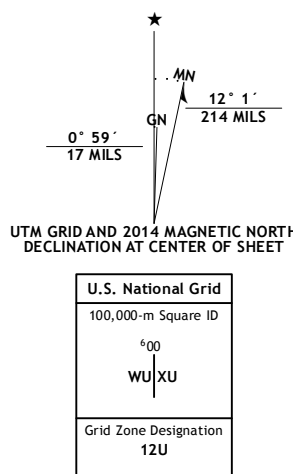 ★
MN
GN
12° 1´
214 MILS
0° 59´
17 MILS
UTM GRID AND 2014 MAGNETIC NORTH
DECLINATION AT CENTER OF SHEET
U.S. National Grid
100,000-m Square ID
⁶00
WU XU
Grid Zone Designation
12U